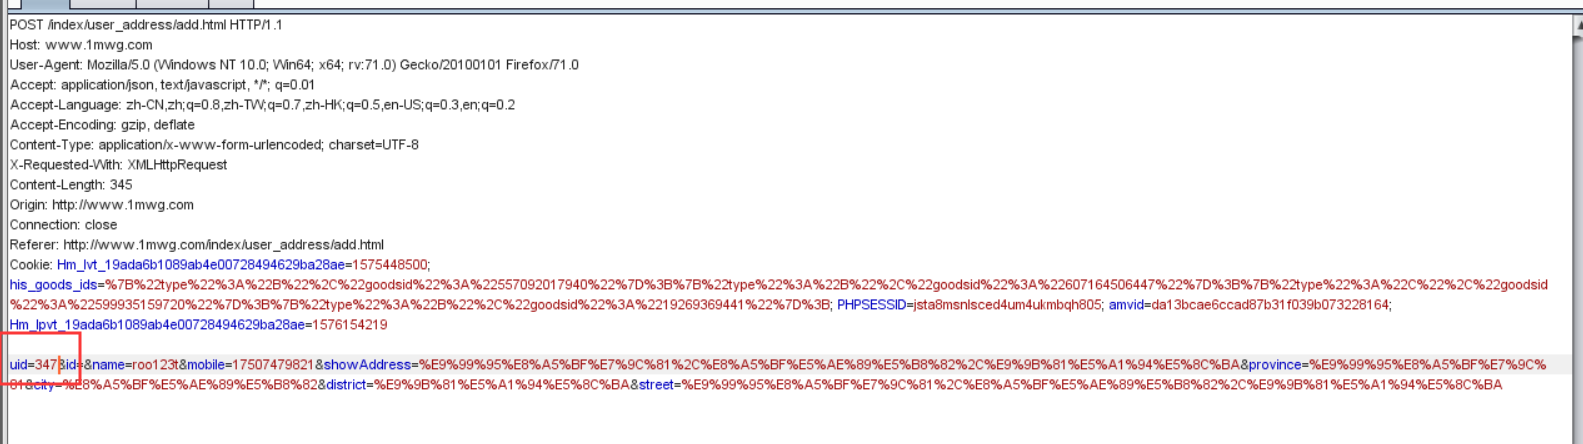 POST /index/user_address/add.html HTTP/1.1
Host: www.1mwg.com
User-Agent: Mozilla/5.0 (Windows NT 10.0; Win64; x64; rv:71.0) Gecko/20100101 Firefox/71.0
Accept: application/json, text/javascript, */*; q=0.01
Accept-Language: zh-CN,zh;q=0.8,zh-TW;q=0.7,zh-HK;q=0.5,en-US;q=0.3,en;q=0.2
Accept-Encoding: gzip, deflate
Content-Type: application/x-www-form-urlencoded; charset=UTF-8
X-Requested-With: XMLHttpRequest
Content-Length: 345
Origin: http://www.1mwg.com
Connection: close
Referer: http://www.1mwg.com/index/user_address/add.html
Cookie: Hm_lvt_19ada6b1089ab4e00728494629ba28ae=1575448500;
his_goods_ids=%7B%22type%22%3A%22B%22%2C%22goodsid%22%3A%22557092017940%22%7D%3B%7B%22type%22%3A%22B%22%2C%22goodsid%22%3A%22607164506447%22%7D%3B%7B%22type%22%3A%22C%22%2C%22goodsid
%22%3A%22599935159720%22%7D%3B%7B%22type%22%3A%22B%22%2C%22goodsid%22%3A%2219269369441%22%7D%3B; PHPSESSID=jsta8msnlsced4um4ukmbqh805; amvid=da13bcae6ccad87b31f039b073228164;
Hm_lpvt_19ada6b1089ab4e00728494629ba28ae=1576154219
uid=347&id=&name=roo123t&mobile=17507479821&showAddress=%E9%99%95%E8%A5%BF%E7%9C%81%2C%E8%A5%BF%E5%AE%89%E5%B8%82%2C%E9%9B%81%E5%A1%94%E5%8C%BA&province=%E9%99%95%E8%A5%BF%E7%9C%
81&city=%E8%A5%BF%E5%AE%89%E5%B8%82&district=%E9%9B%81%E5%A1%94%E5%8C%BA&street=%E9%99%95%E8%A5%BF%E7%9C%81%2C%E8%A5%BF%E5%AE%89%E5%B8%82%2C%E9%9B%81%E5%A1%94%E5%8C%BA